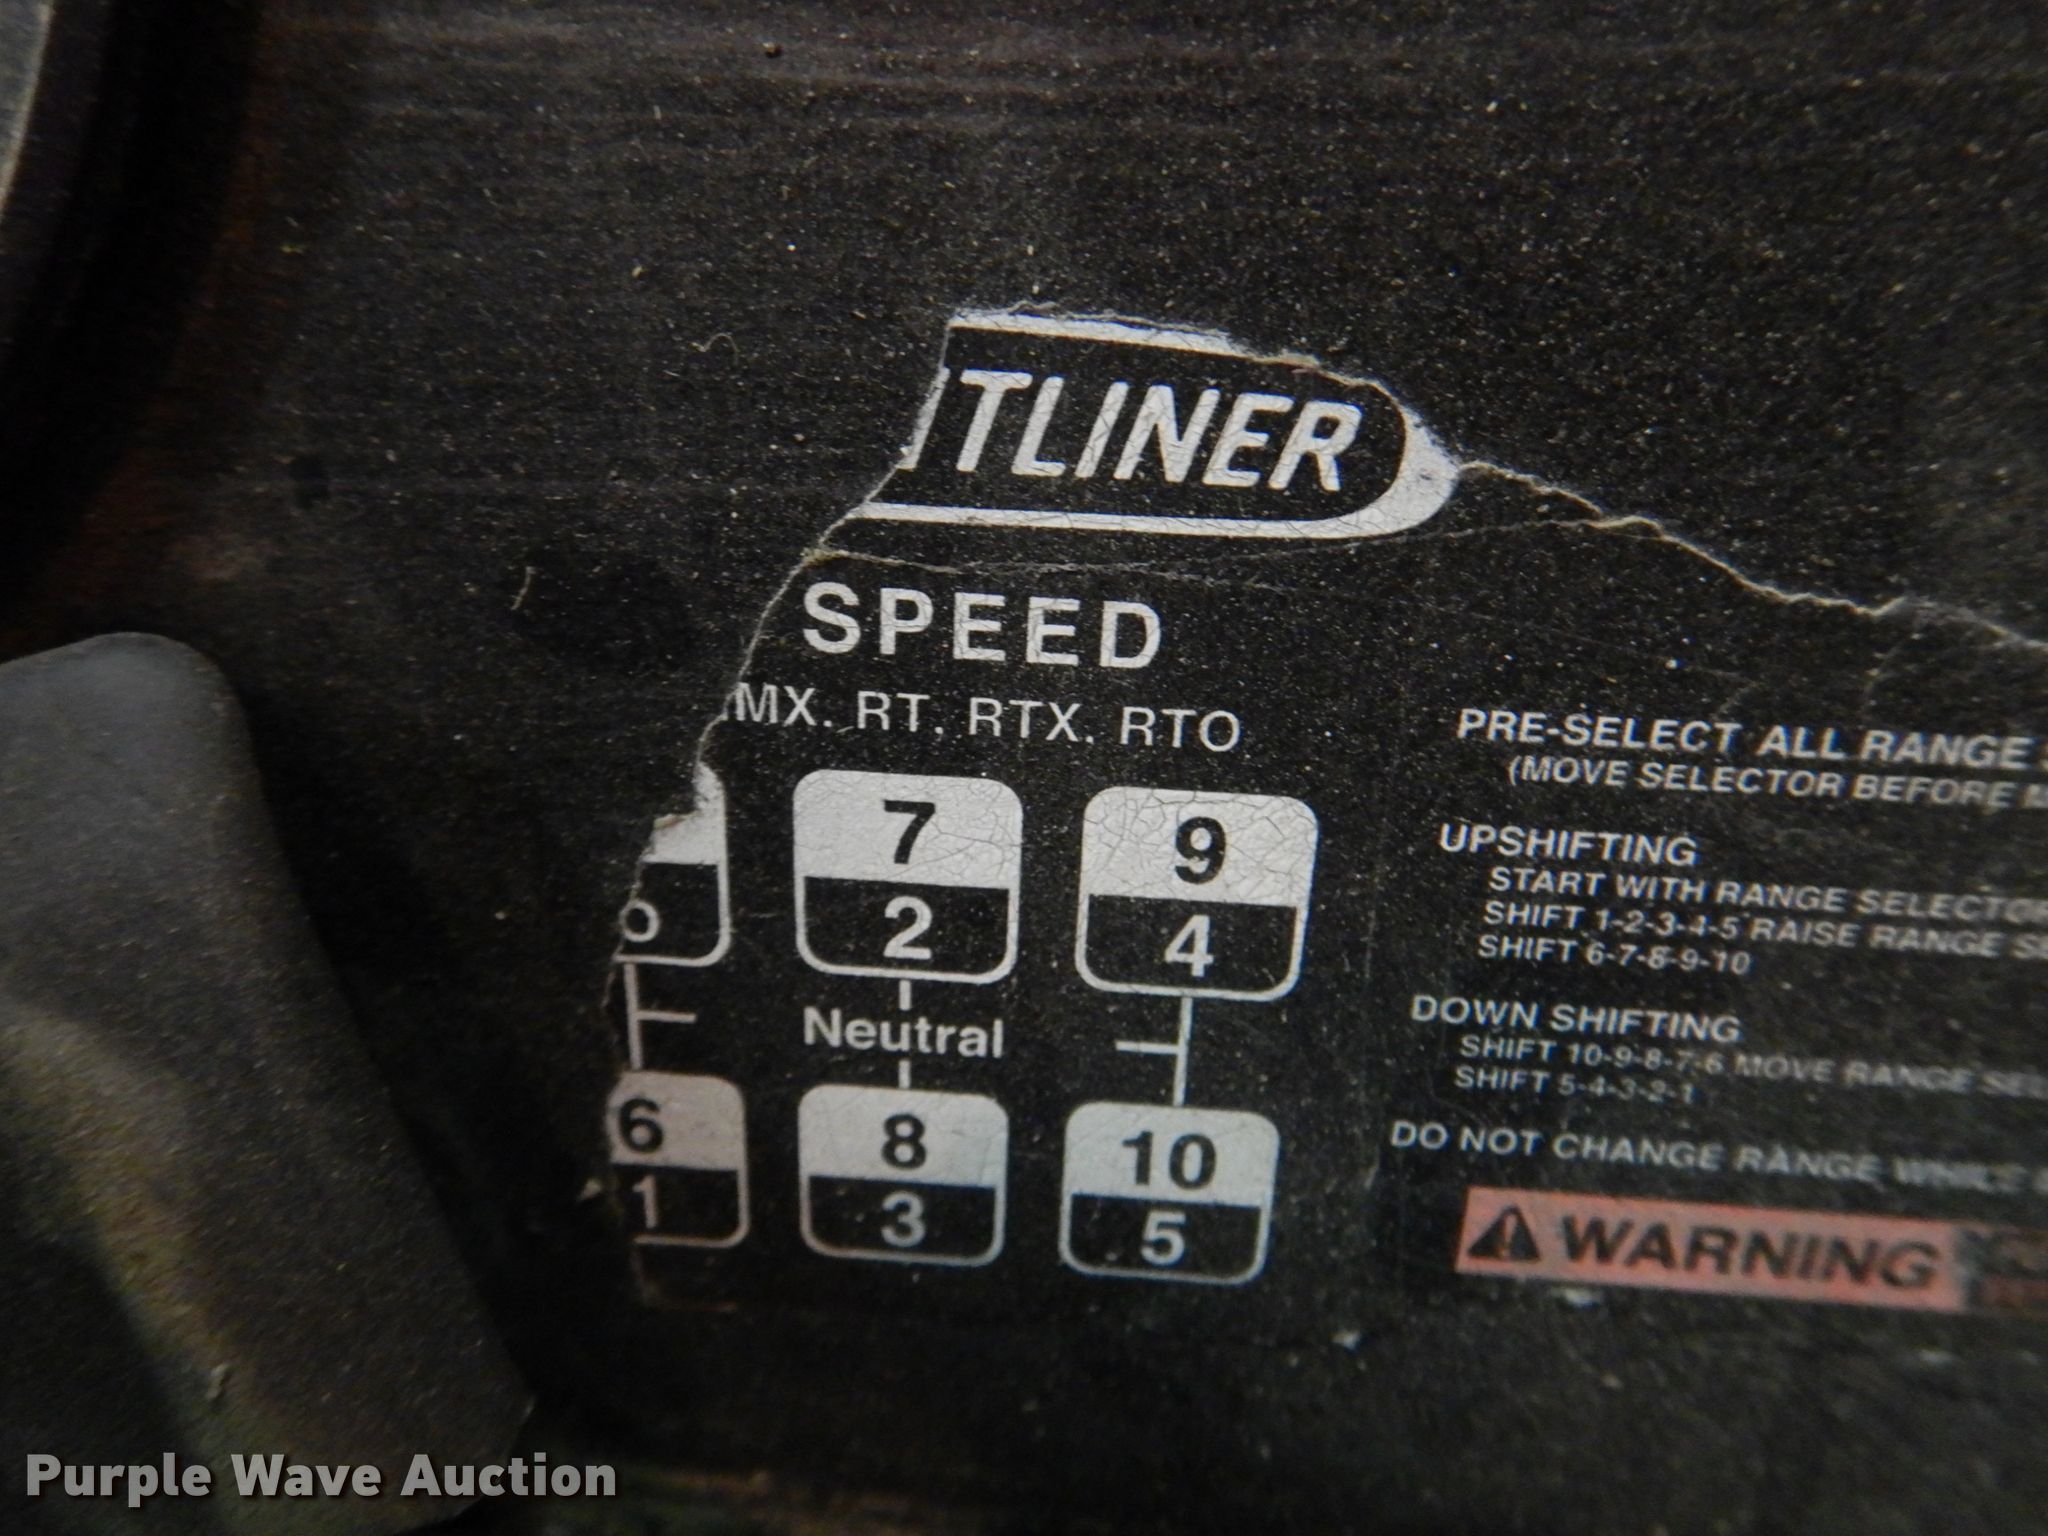 TLINER
SPEED
MX, RT, RTX, RTO
7 9
2 4
Neutral
6 8 10
1 3 5
PRE-SELECT ALL RANGE
(MOVE SELECTOR BEFORE
UPSHIFTING
START WITH RANGE SELECTOR
SHIFT 1-2-3-4-5 RAISE RANGE
SHIFT 6-7-8-9-10
DOWN SHIFTING
SHIFT 10-9-8-7-6 MOVE RANGE
SHIFT 5-4-3-2-1
DO NOT CHANGE RANGE WHILE
WARNING
Purple Wave Auction